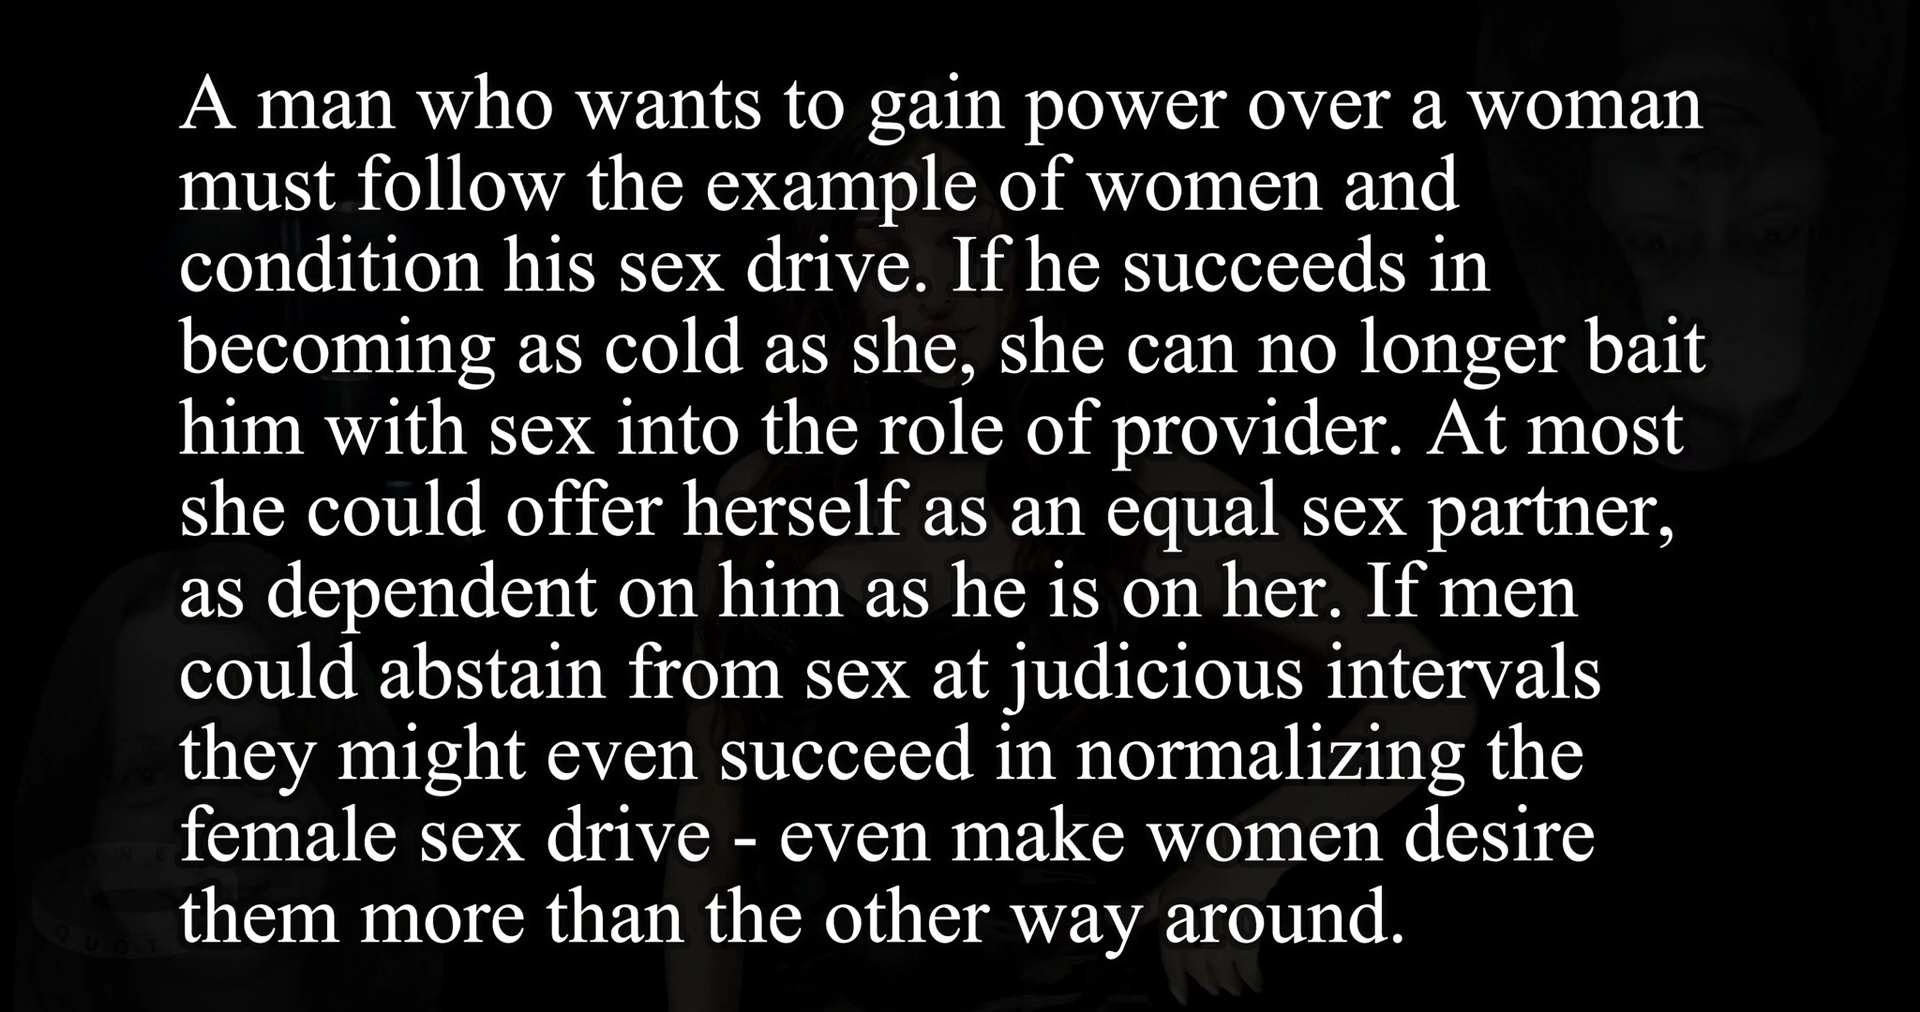 A man who wants to gain power over a woman
must follow the example of women and
condition his sex drive. If he succeeds in
becoming as cold as she, she can no longer bait
him with sex into the role of provider. At most
she could offer herself as an equal sex partner,
as dependent on him as he is on her. If men
could abstain from sex at judicious intervals
they might even succeed in normalizing the
female sex drive - even make women desire
them more than the other way around.